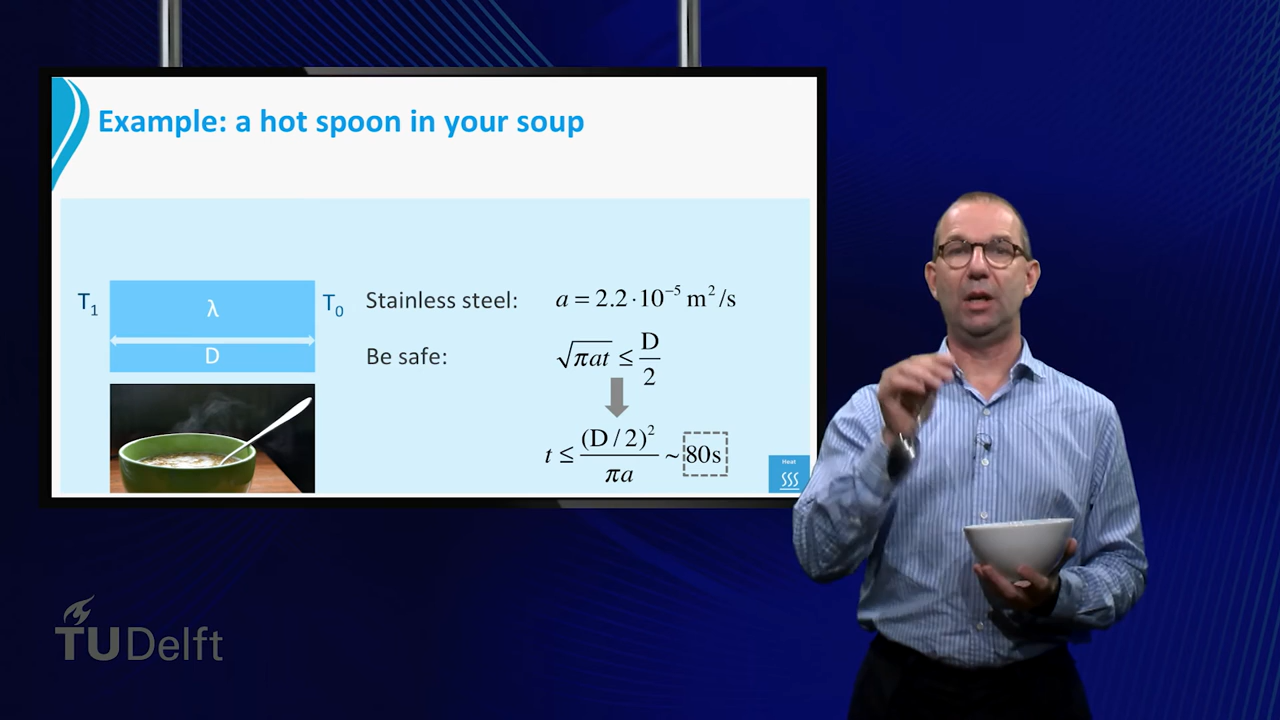 Example: a hot spoon in your soup
T₁
λ
T₀
D
Stainless steel: a = 2.2·10⁻⁵ m²/s
Be safe: √πat ≤ D/2
t ≤ (D/2)²/πa ~ 80s
Heat
TUDelft